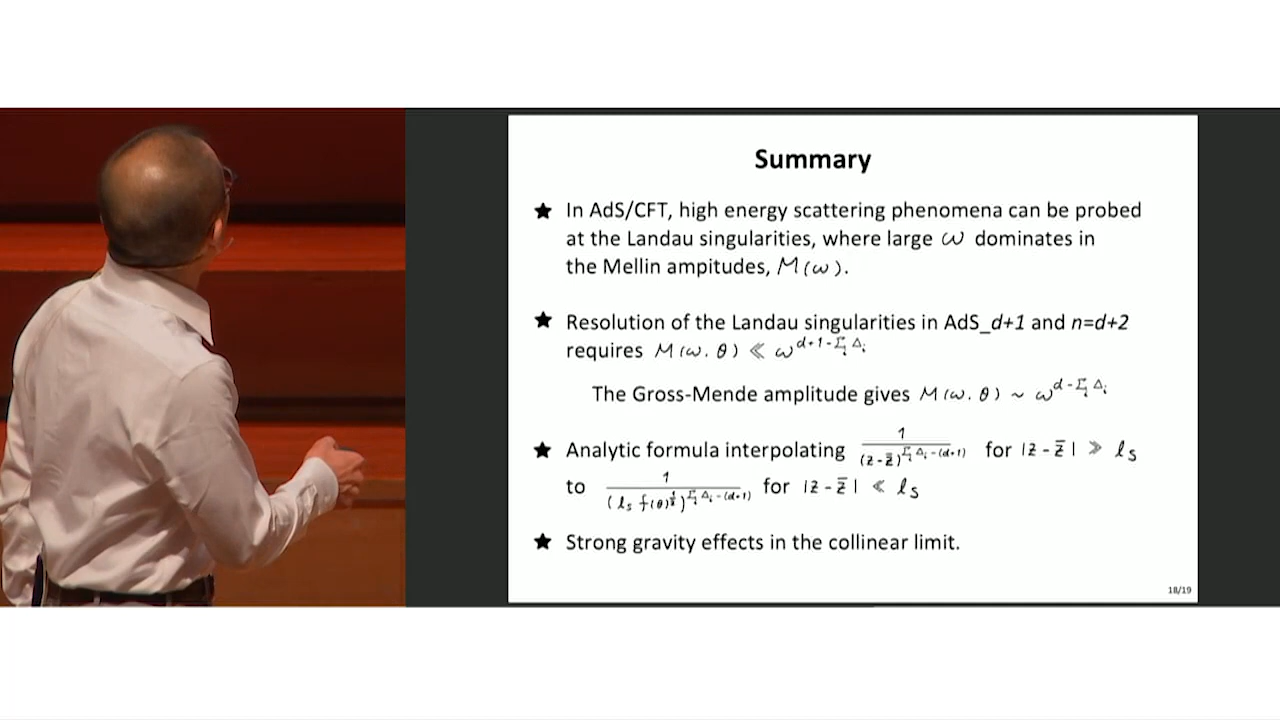 Summary
★ In AdS/CFT, high energy scattering phenomena can be probed
at the Landau singularities, where large ω dominates in
the Mellin ampitudes, M(ω).
★ Resolution of the Landau singularities in AdS_d+1 and n=d+2
requires M(ω.θ) ≪ ω^{d+1-Σ_i Δ_i}
The Gross-Mende amplitude gives M(ω.θ) ~ ω^{d-Σ_i Δ_i}
★ Analytic formula interpolating 1/(z-z̄)^{Σ_i Δ_i-(d+1)} for |z-z̄| ≫ ℓ_s
to 1/(ℓ_s f(θ)^{1/2})^{Σ_i Δ_i-(d+1)} for |z-z̄| ≪ ℓ_s
★ Strong gravity effects in the collinear limit.
18/19